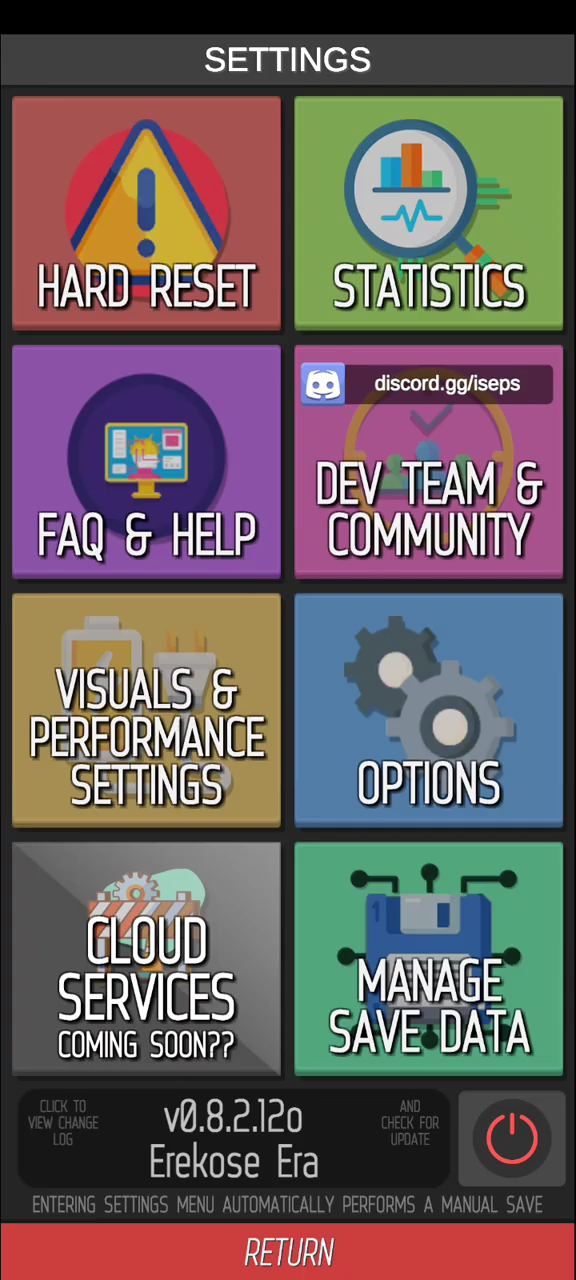 SETTINGS
HARD RESET
STATISTICS
FAQ & HELP
discord.gg/iseps
DEV TEAM &
COMMUNITY
VISUALS &
PERFORMANCE
SETTINGS
OPTIONS
CLOUD
SERVICES
COMING SOON??
1
MANAGE
SAVE DATA
CLICK TO
VIEW CHANGE
LOG
v0.8.2.12o
Erekose Era
AND
CHECK FOR
UPDATE
ENTERING SETTINGS MENU AUTOMATICALLY PERFORMS A MANUAL SAVE
RETURN